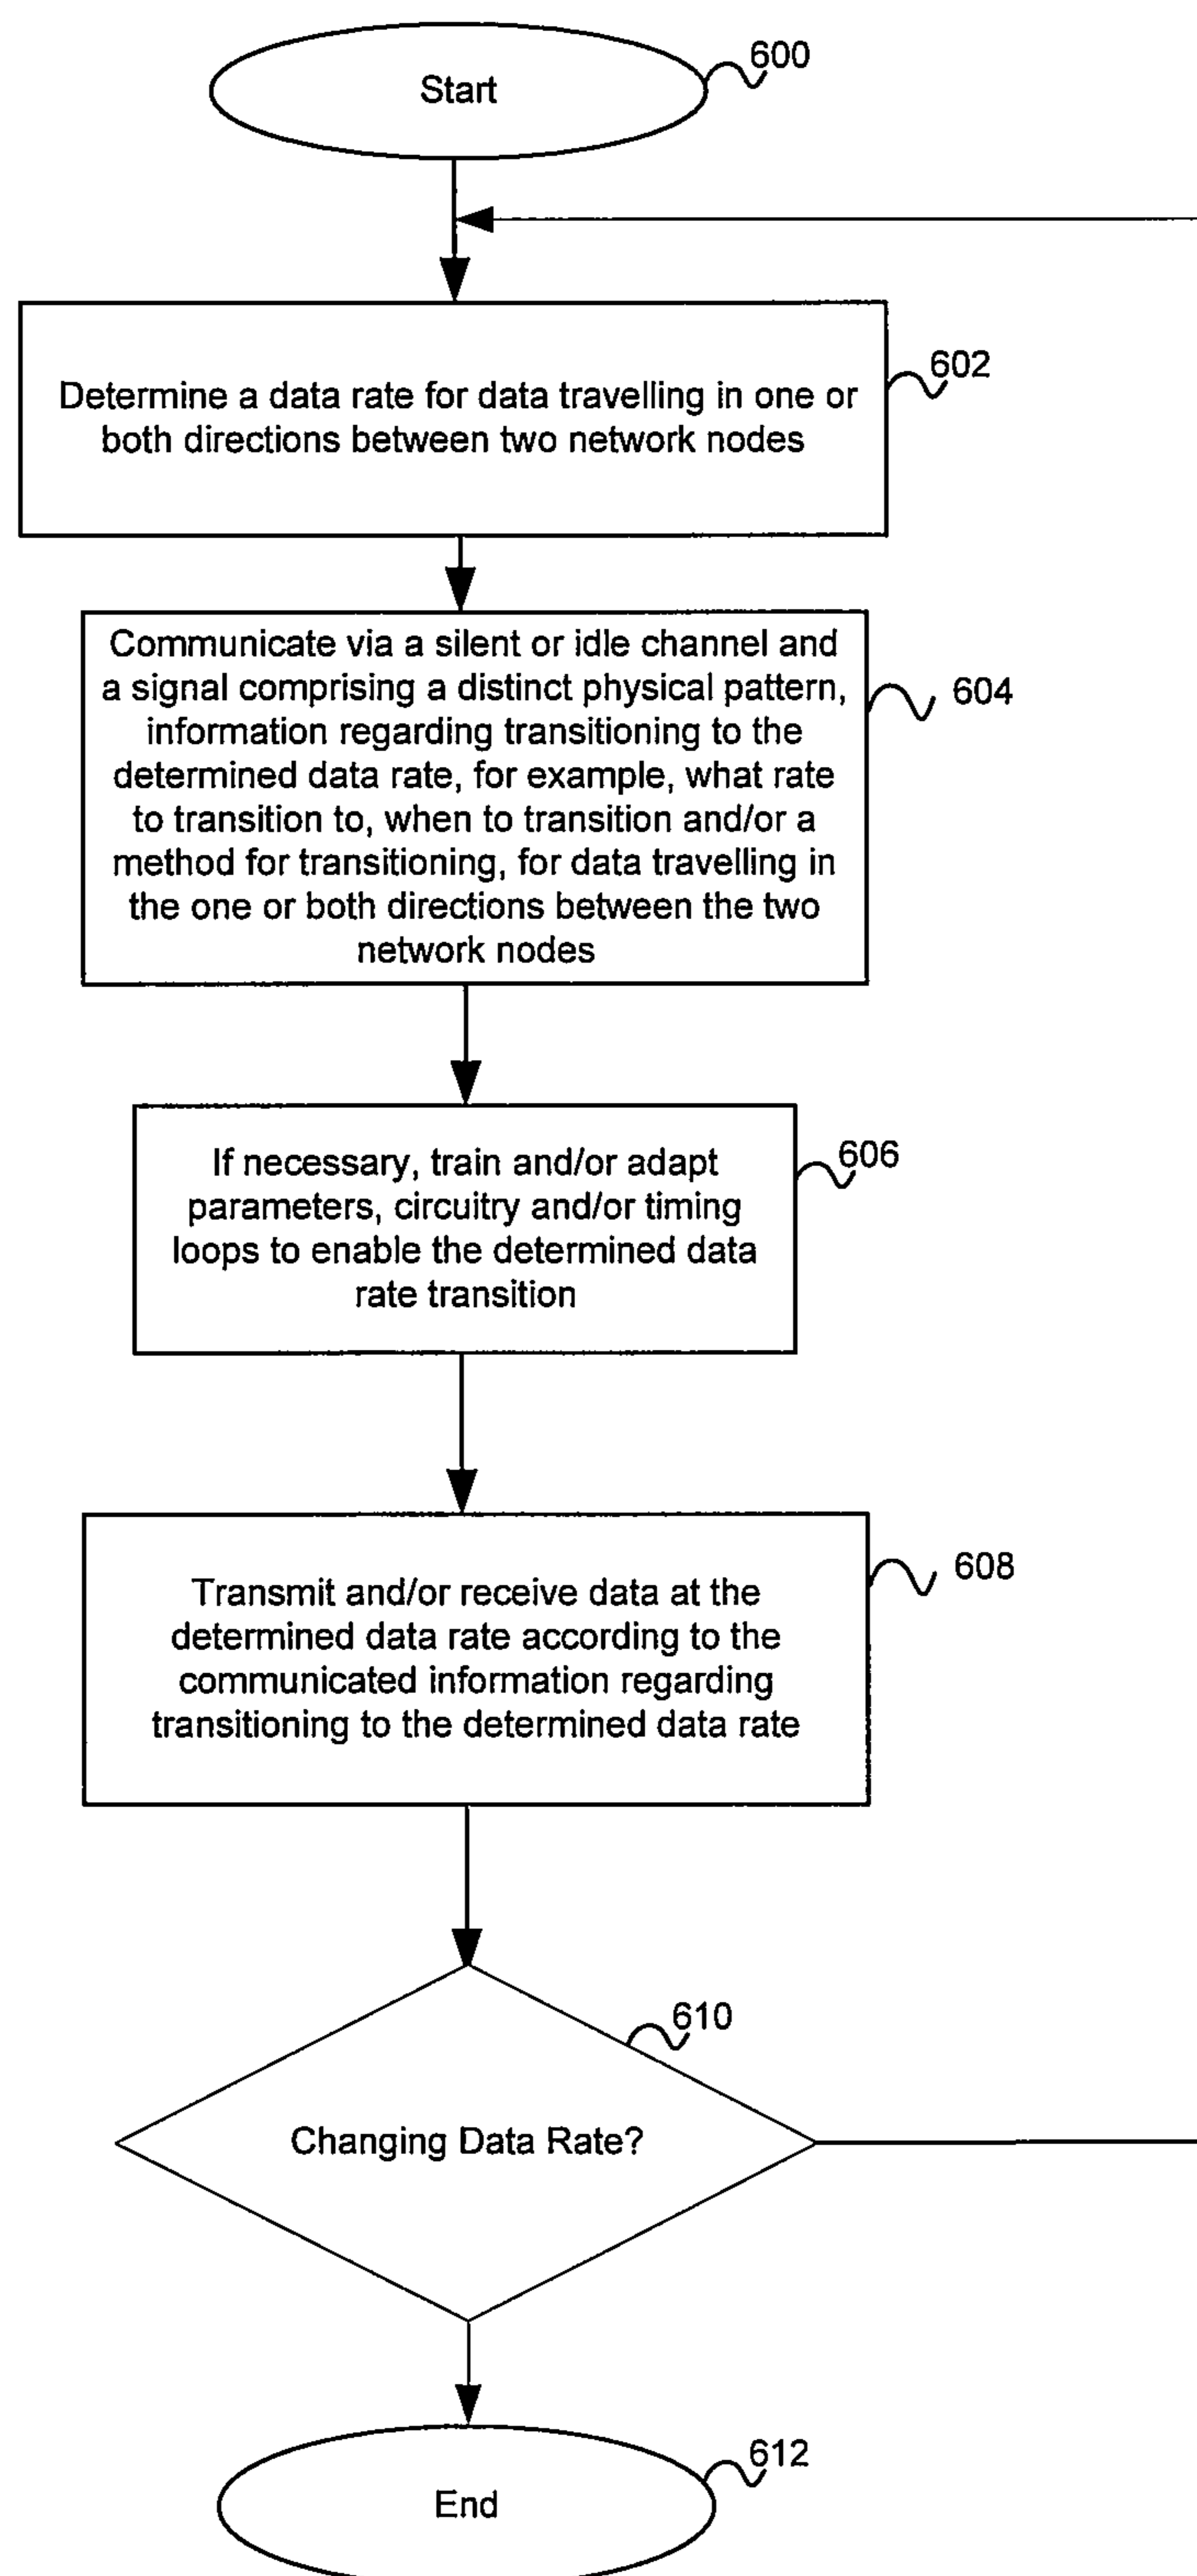 Start
600
Determine a data rate for data travelling in one or
both directions between two network nodes
602
Communicate via a silent or idle channel and
a signal comprising a distinct physical pattern,
information regarding transitioning to the
determined data rate, for example, what rate
to transition to, when to transition and/or a
method for transitioning, for data travelling in
the one or both directions between the two
network nodes
604
If necessary, train and/or adapt
parameters, circuitry and/or timing
loops to enable the determined data
rate transition
606
Transmit and/or receive data at the
determined data rate according to the
communicated information regarding
transitioning to the determined data rate
608
610
Changing Data Rate?
612
End